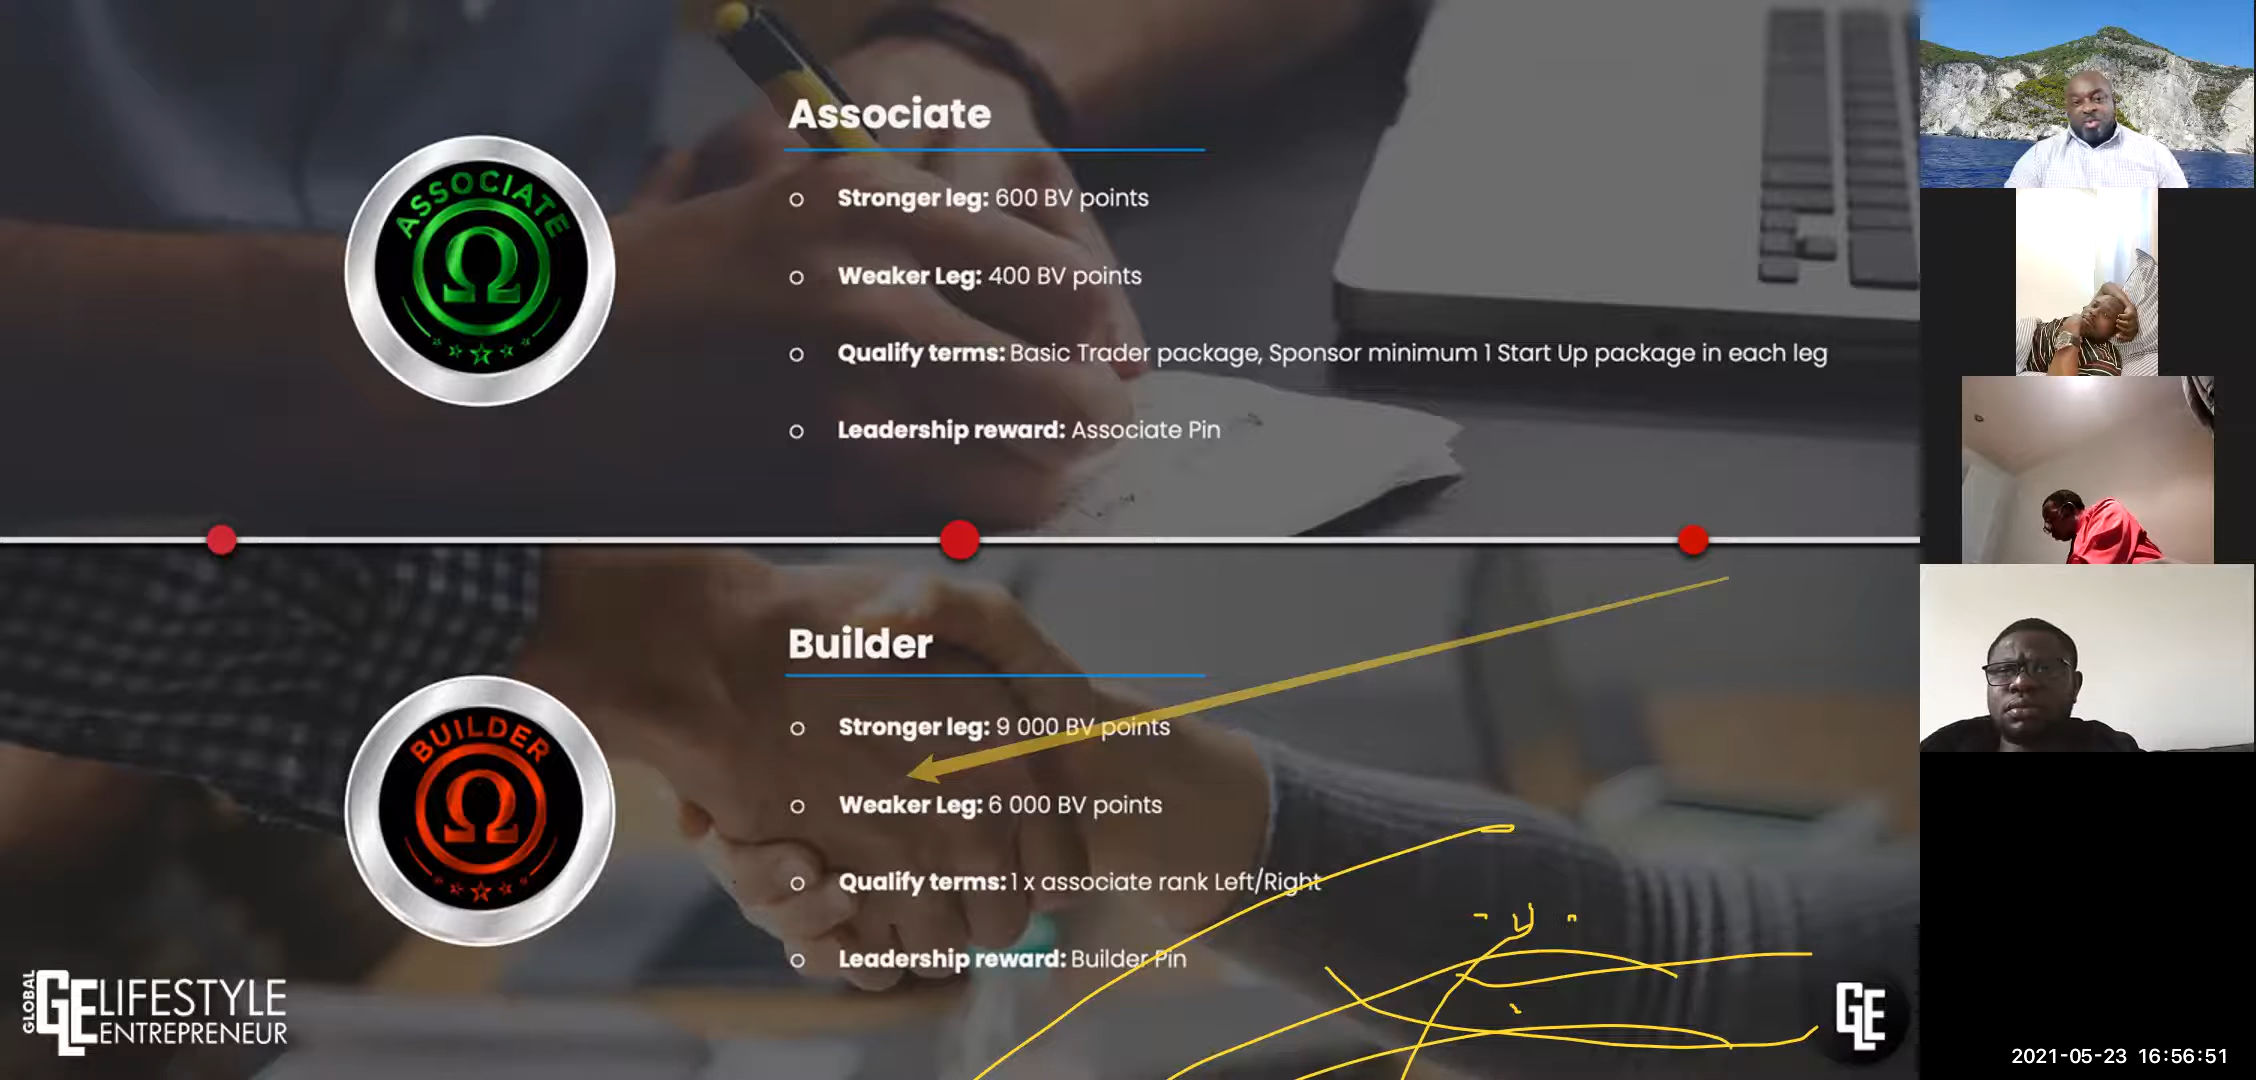 Associate
ASSOCIATE
Stronger leg: 600 BV points
Weaker Leg: 400 BV points
Qualify terms: Basic Trader package, Sponsor minimum 1 Start Up package in each leg
Leadership reward: Associate Pin
Builder
BUILDER
Stronger leg: 9 000 BV points
Weaker Leg: 6 000 BV points
Qualify terms: 1 x associate rank Left/Right
Leadership reward: Builder Pin
GLOBAL
GLE LIFESTYLE
ENTREPRENEUR
GLE
2021-05-23 16:56:51